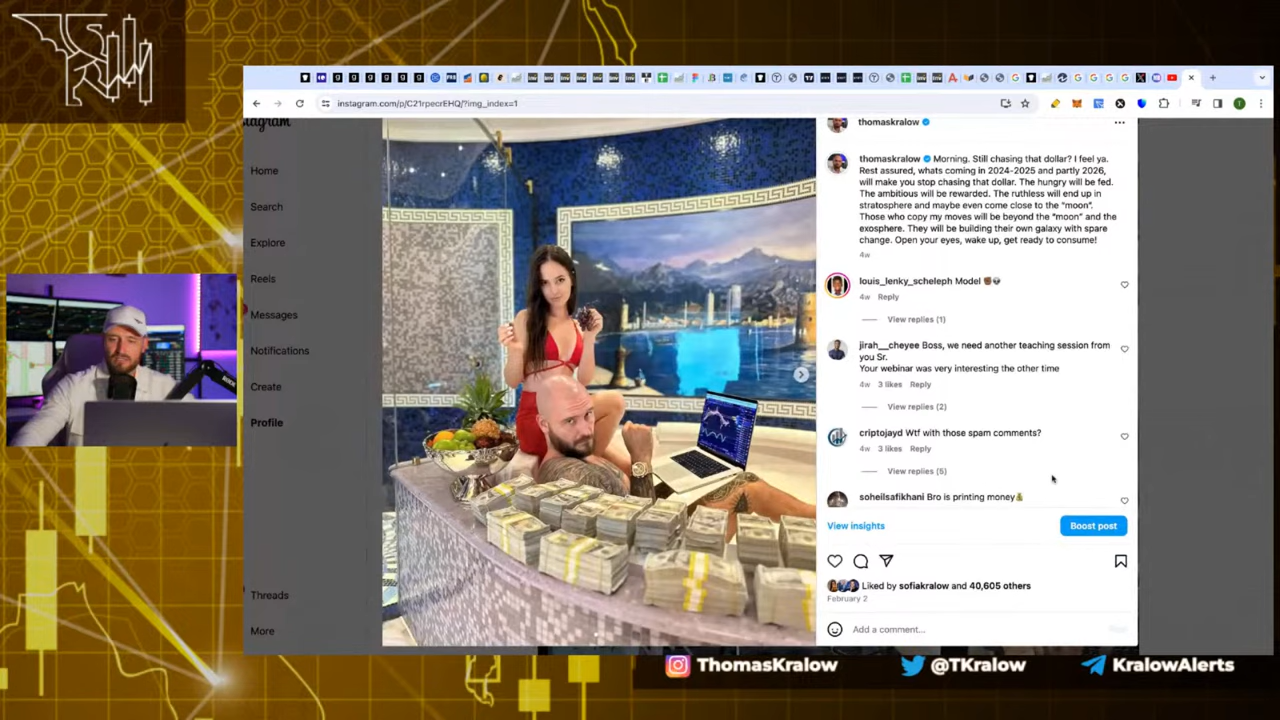 instagram.com/p/C21rpecrEHQ/?img_index=1
stagram
Home
Search
Explore
Reels
Messages
Notifications
Create
Profile
Threads
More
thomaskralow
thomaskralow Morning. Still chasing that dollar? I feel ya.
Rest assured, whats coming in 2024-2025 and partly 2026,
will make you stop chasing that dollar. The hungry will be fed.
The ambitious will be rewarded. The ruthless will end up in
stratosphere and maybe even come close to the “moon”.
Those who copy my moves will be beyond the “moon” and the
exosphere. They will be building their own galaxy with spare
change. Open your eyes, wake up, get ready to consume!
4w
louis_lenky_scheleph Model
4w Reply
View replies (1)
jirah__cheyee Boss, we need another teaching session from
you Sr.
Your webinar was very interesting the other time
4w 3 likes Reply
View replies (2)
criptojayd Wtf with those spam comments?
4w 3 likes Reply
View replies (5)
soheilsafikhani Bro is printing money
View insights
Boost post
Liked by sofiakralow and 40,605 others
February 2
Add a comment...
ThomasKralow
@TKralow
KralowAlerts